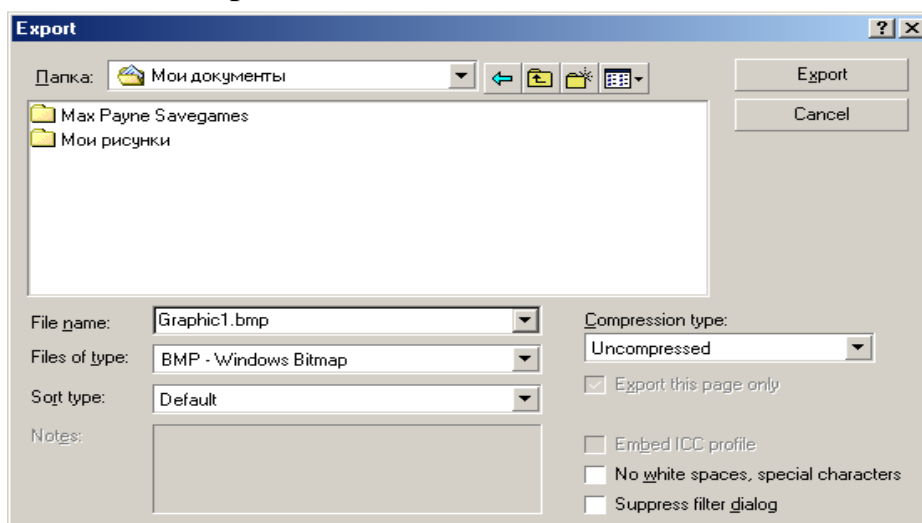 Export
Папка: Мои документы
Export
Max Payne Savegames
Cancel
Мои рисунки
File name: Graphic1.bmp
Compression type:
Uncompressed
Files of type: BMP - Windows Bitmap
Export this page only
Sort type: Default
Notes:
Embed ICC profile
No white spaces, special characters
Suppress filter dialog